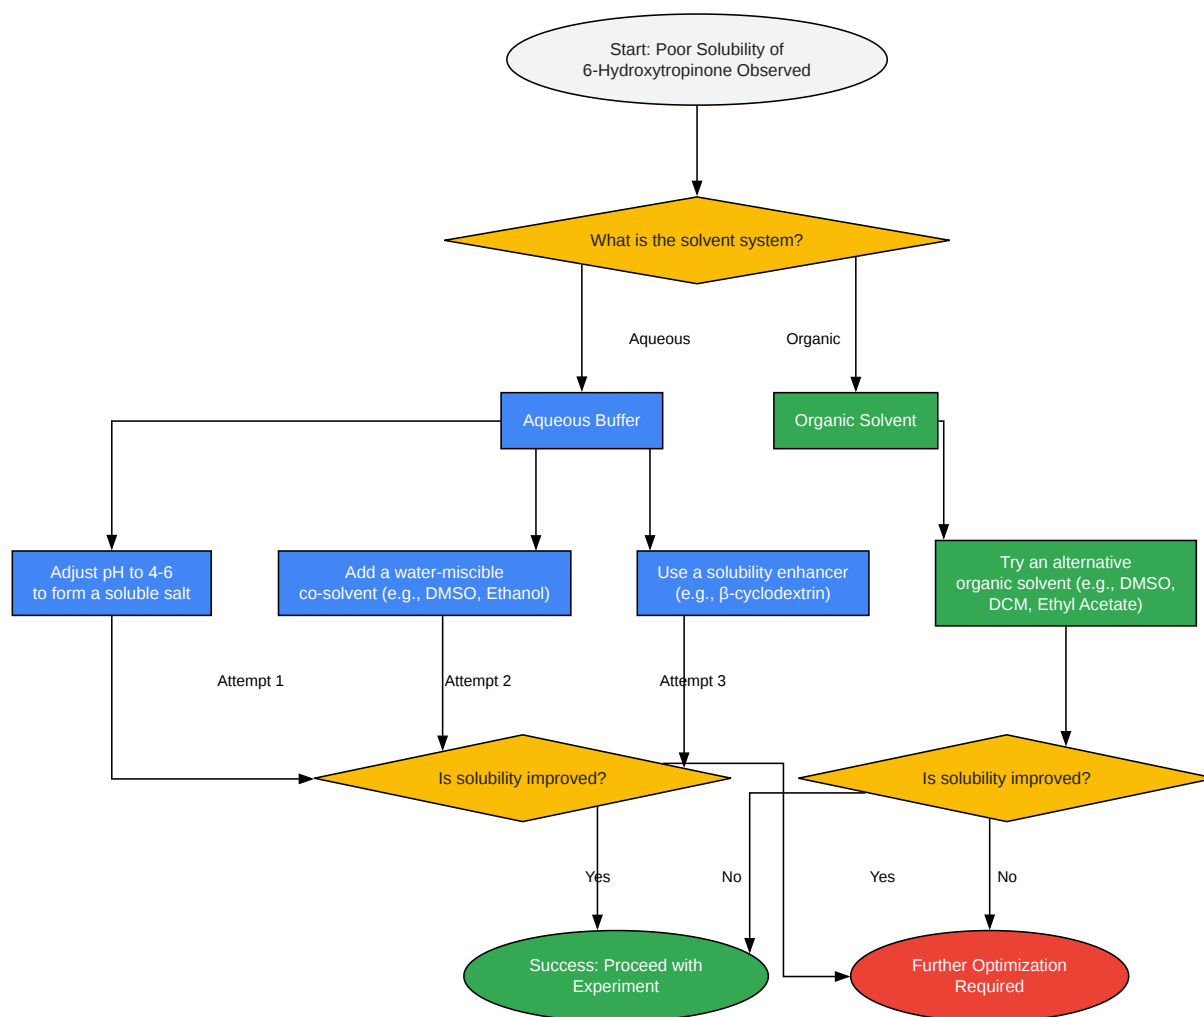 Start: Poor Solubility of
6-Hydroxytropinone Observed
What is the solvent system?
Aqueous
Organic
Aqueous Buffer
Organic Solvent
Adjust pH to 4-6
to form a soluble salt
Add a water-miscible
co-solvent (e.g., DMSO, Ethanol)
Use a solubility enhancer
(e.g., β-cyclodextrin)
Try an alternative
organic solvent (e.g., DMSO,
DCM, Ethyl Acetate)
Attempt 1
Attempt 2
Attempt 3
Is solubility improved?
Is solubility improved?
Yes
No
Yes
No
Success: Proceed with
Experiment
Further Optimization
Required